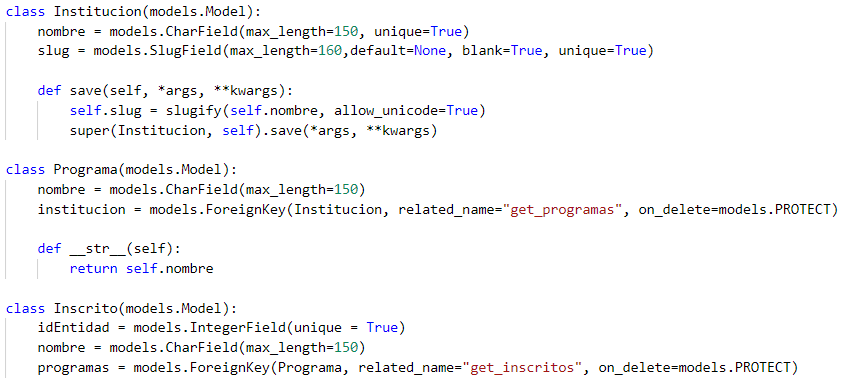 class Institucion(models.Model):
    nombre = models.CharField(max_length=150, unique=True)
    slug = models.SlugField(max_length=160,default=None, blank=True, unique=True)
    def save(self, *args, **kwargs):
        self.slug = slugify(self.nombre, allow_unicode=True)
        super(Institucion, self).save(*args, **kwargs)
class Programa(models.Model):
    nombre = models.CharField(max_length=150)
    institucion = models.ForeignKey(Institucion, related_name="get_programas", on_delete=models.PROTECT)
    def __str__(self):
        return self.nombre
class Inscrito(models.Model):
    idEntidad = models.IntegerField(unique = True)
    nombre = models.CharField(max_length=150)
    programas = models.ForeignKey(Programa, related_name="get_inscritos", on_delete=models.PROTECT)